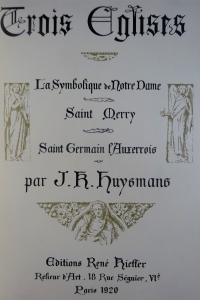 Trois Eglises
La Symbolique de Notre Dame
Saint Merry
Saint Germain l'Auxerrois
par J. K. Huysmans
Editions René Kieffer
Relieur d'Art. 18 Rue Séguier, VIᵉ
Paris 1920